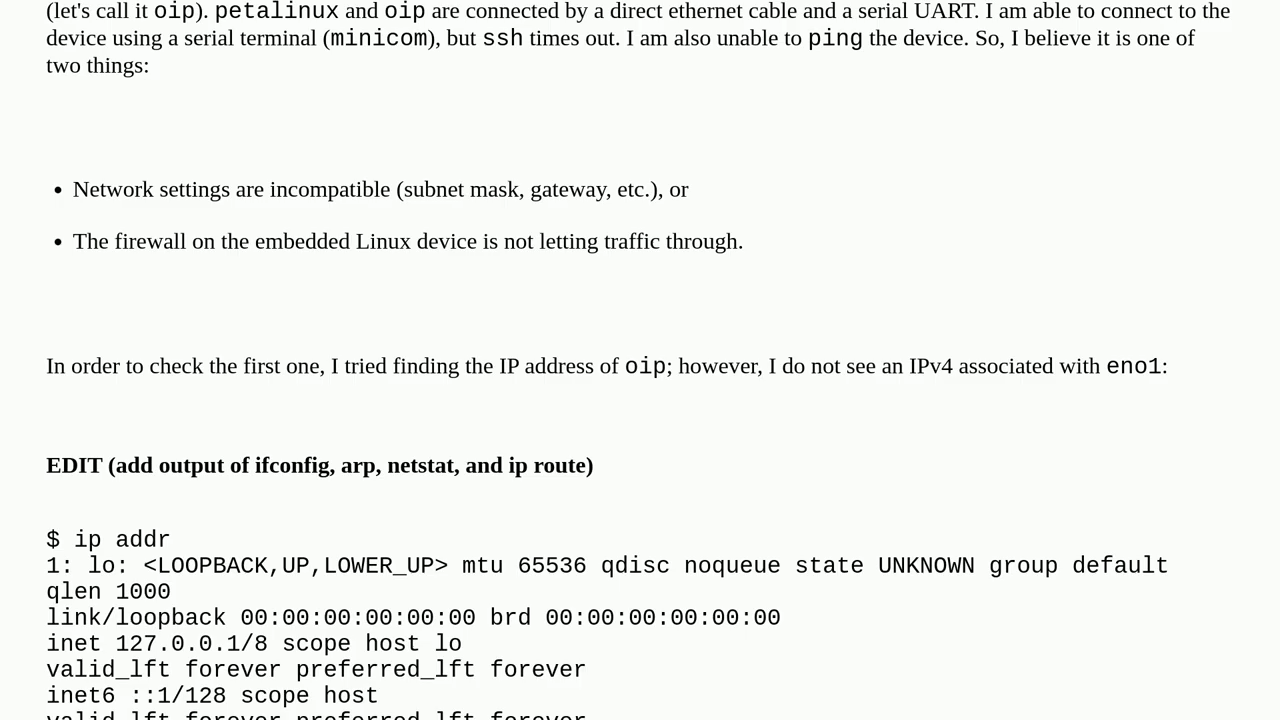 (let's call it oip). petalinux and oip are connected by a direct ethernet cable and a serial UART. I am able to connect to the
device using a serial terminal (minicom), but ssh times out. I am also unable to ping the device. So, I believe it is one of
two things:
• Network settings are incompatible (subnet mask, gateway, etc.), or
• The firewall on the embedded Linux device is not letting traffic through.
In order to check the first one, I tried finding the IP address of oip; however, I do not see an IPv4 associated with eno1:
EDIT (add output of ifconfig, arp, netstat, and ip route)
$ ip addr
1: lo: <LOOPBACK,UP,LOWER_UP> mtu 65536 qdisc noqueue state UNKNOWN group default
qlen 1000
link/loopback 00:00:00:00:00:00 brd 00:00:00:00:00:00
inet 127.0.0.1/8 scope host lo
valid_lft forever preferred_lft forever
inet6 ::1/128 scope host
valid_lft forever preferred_lft forever